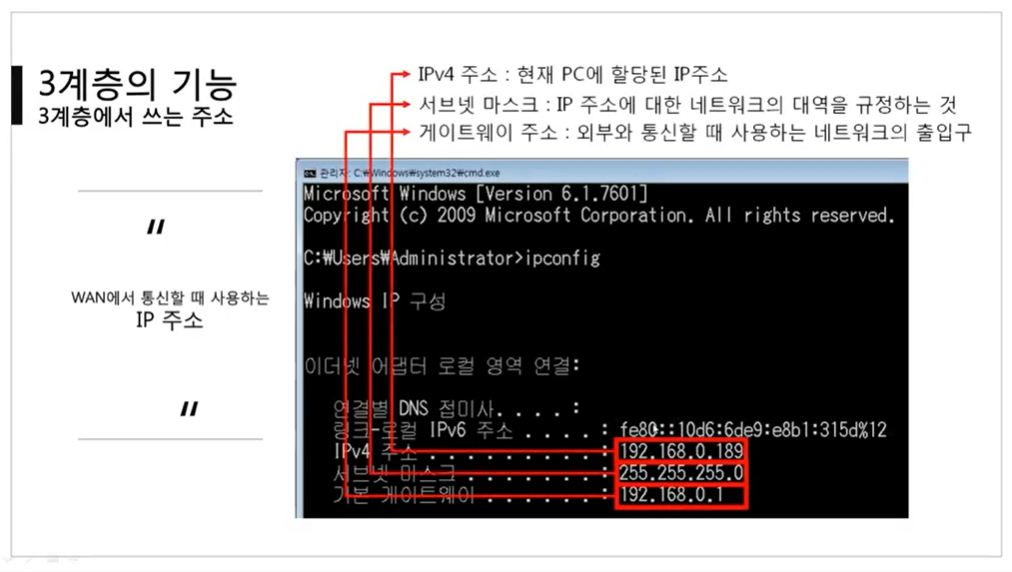 3계층의 기능
3계층에서 쓰는 주소
IPv4 주소 : 현재 PC에 할당된 IP주소
서브넷 마스크 : IP 주소에 대한 네트워크의 대역을 규정하는 것
게이트웨이 주소 : 외부와 통신할 때 사용하는 네트워크의 출입구
〃
WAN에서 통신할 때 사용하는
IP 주소
〃
관리자: C:₩Windows₩system32₩cmd.exe
Microsoft Windows [Version 6.1.7601]
Copyright (c) 2009 Microsoft Corporation. All rights reserved.
C:₩Users₩Administrator>ipconfig
Windows IP 구성
이더넷 어댑터 로컬 영역 연결:
연결별 DNS 접미사. . . . :
링크-로컬 IPv6 주소 . . . . : fe80::10d6:6de9:e8b1:315d%12
IPv4 주소 . . . . . . . . . : 192.168.0.189
서브넷 마스크 . . . . . . . : 255.255.255.0
기본 게이트웨이 . . . . . . : 192.168.0.1